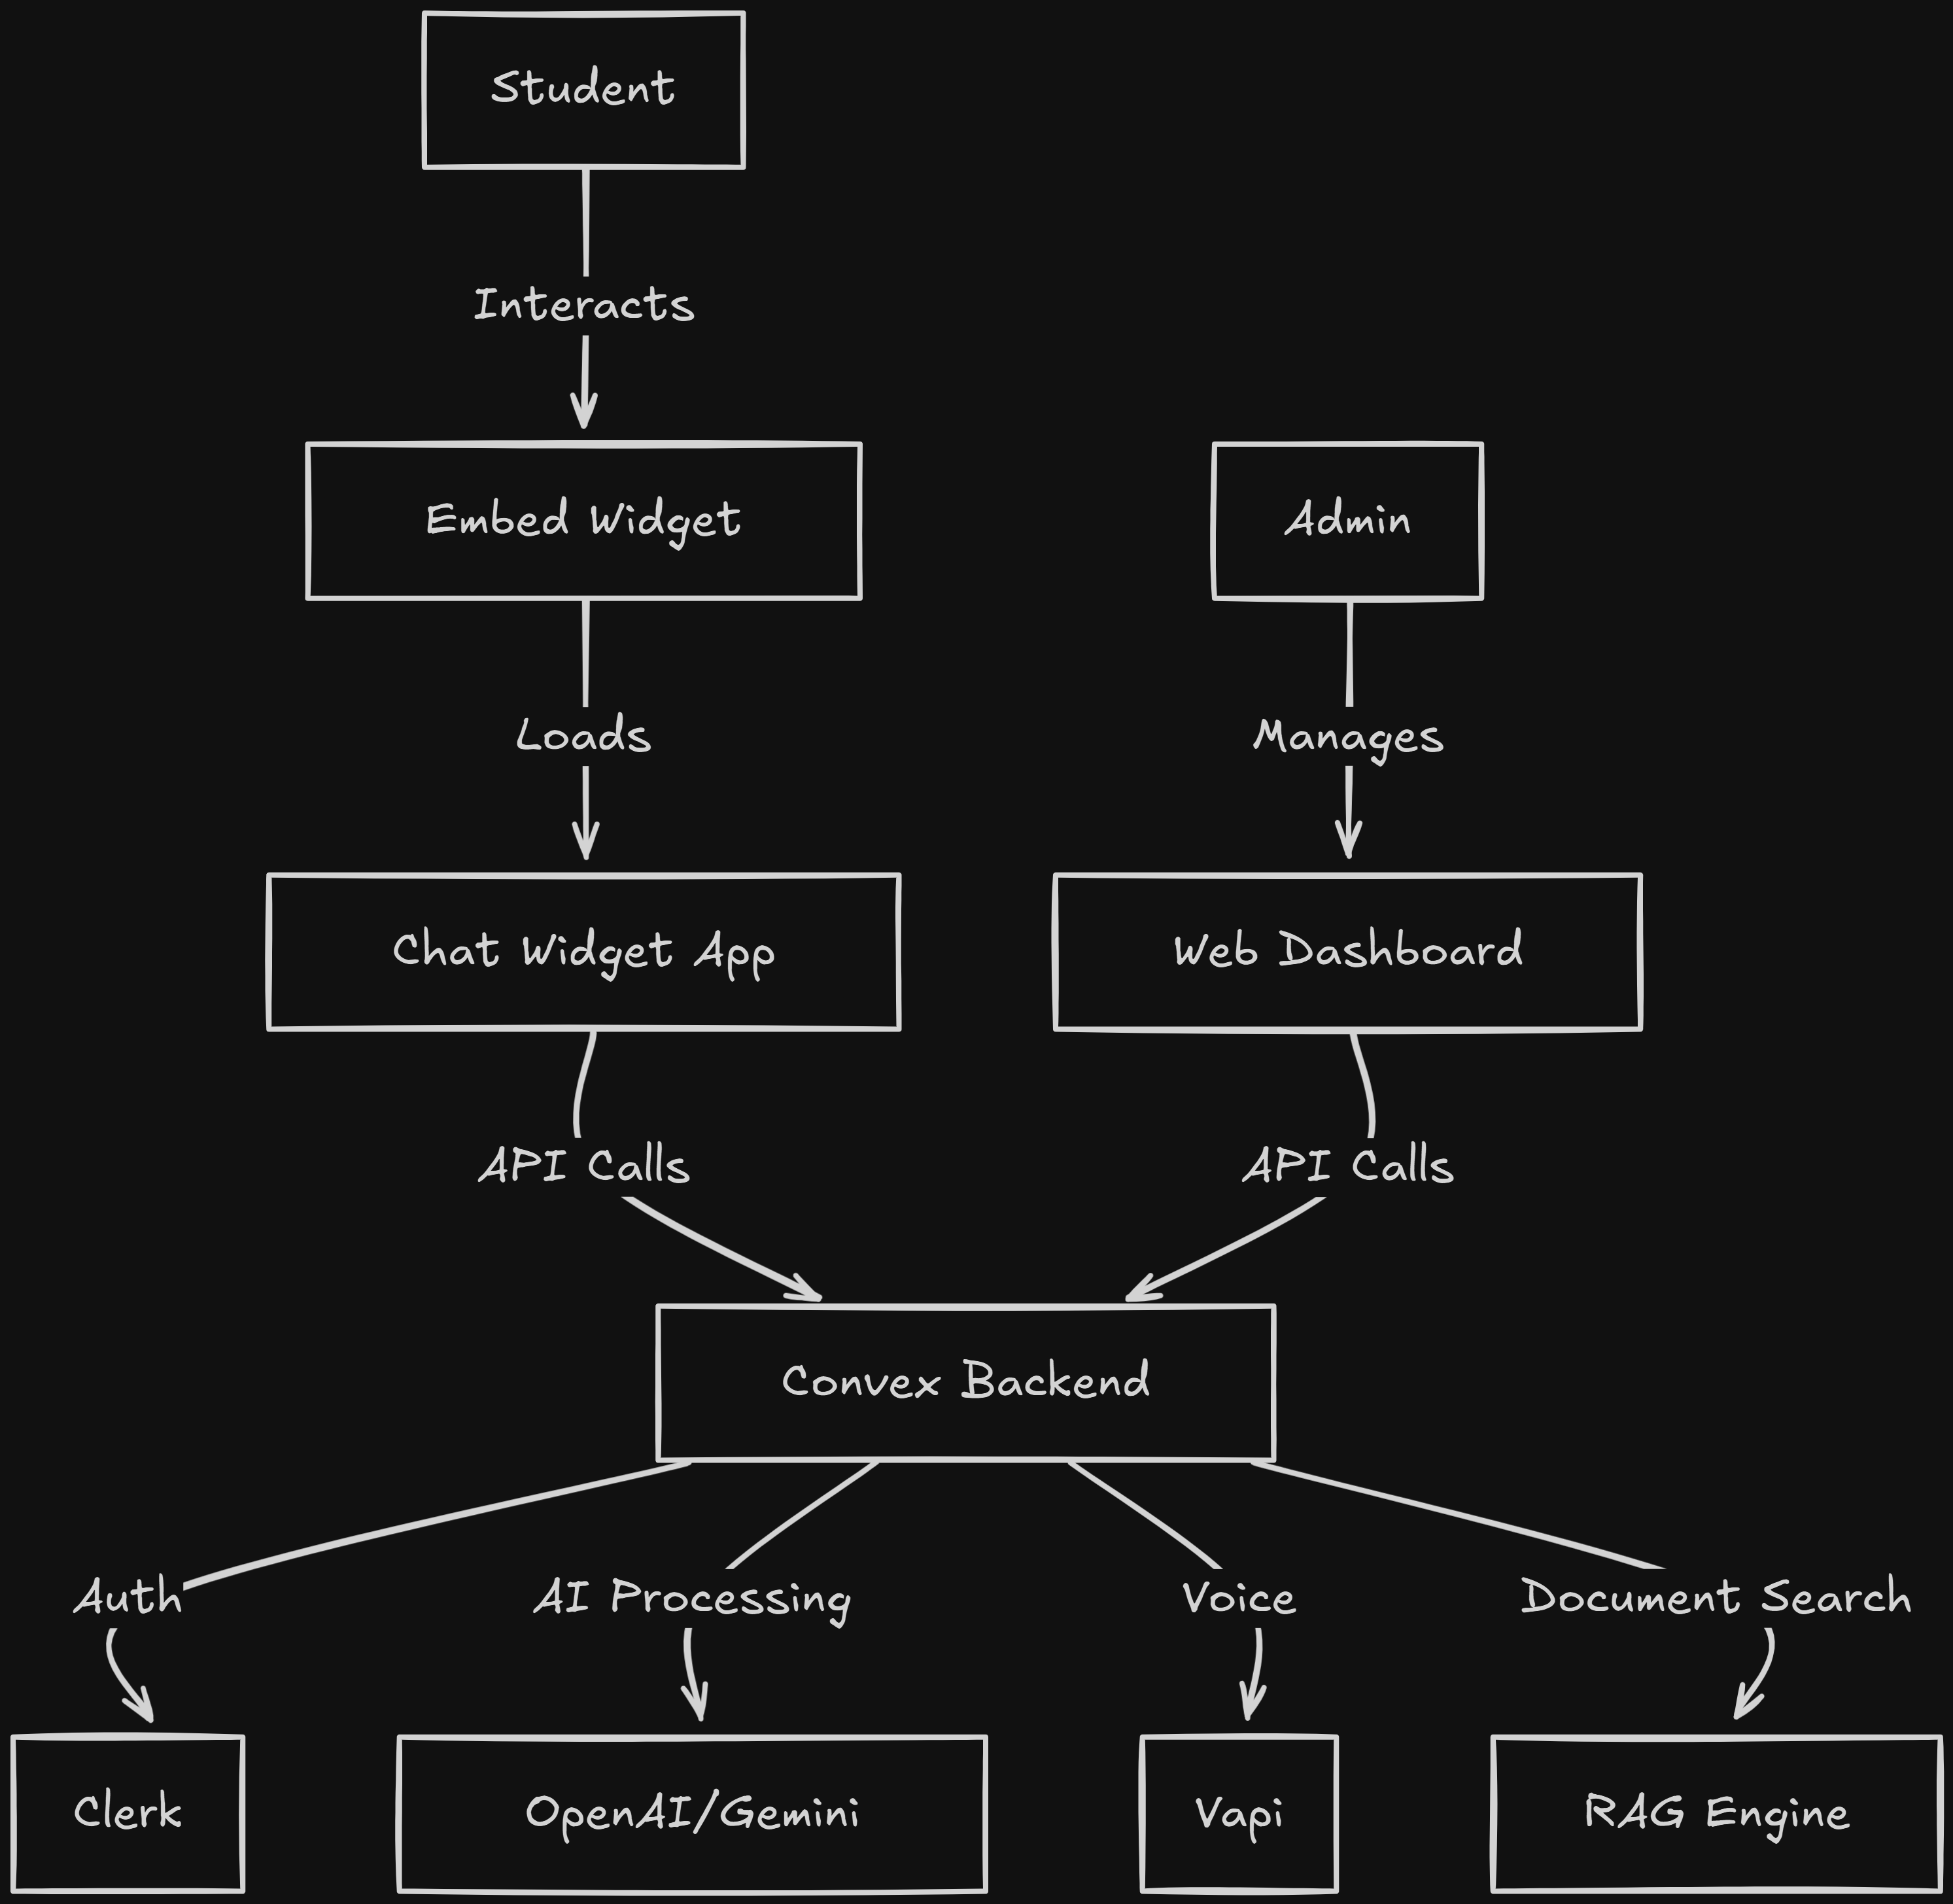 Student
Interacts
Embed Widget
Admin
Loads
Manages
Chat Widget App
Web Dashboard
API Calls
API Calls
Convex Backend
Auth
AI Processing
Voice
Document Search
Clerk
OpenAI/Gemini
Vapi
RAG Engine